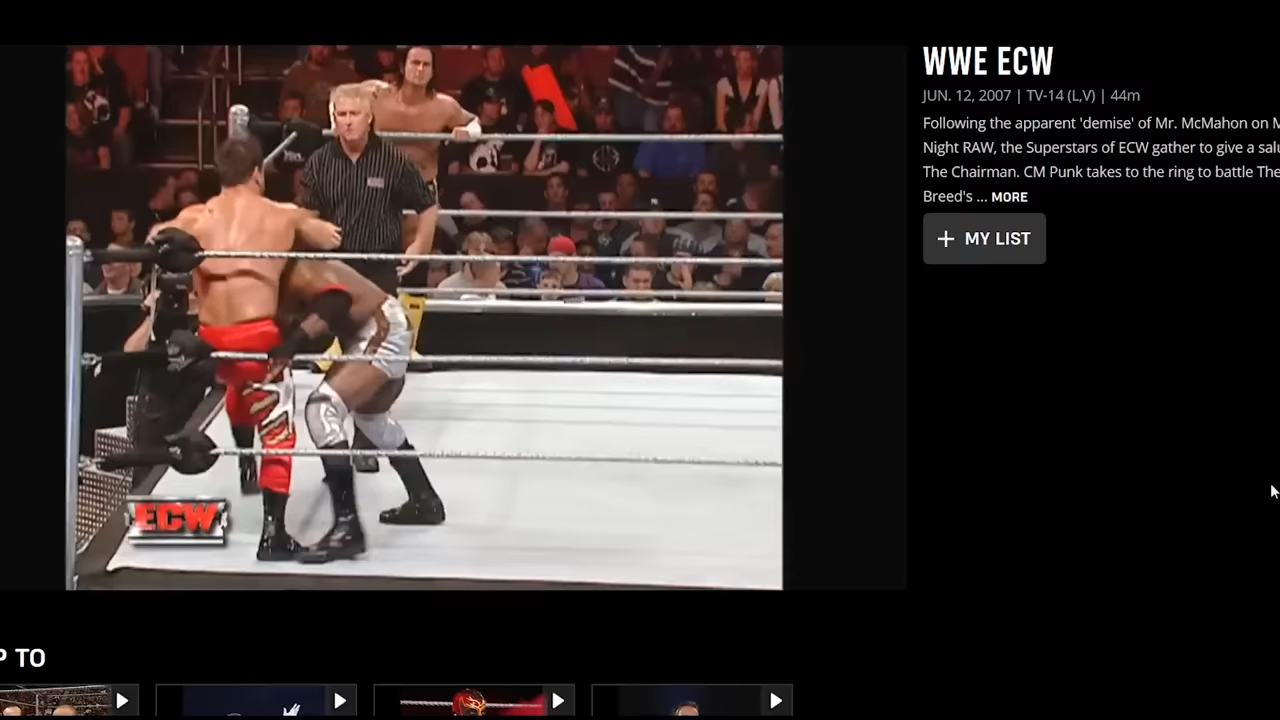 WWE ECW
JUN. 12, 2007 | TV-14 (L,V) | 44m
Following the apparent 'demise' of Mr. McMahon on M
Night RAW, the Superstars of ECW gather to give a sal
The Chairman. CM Punk takes to the ring to battle The
Breed's ... MORE
+ MY LIST
ECW
P TO